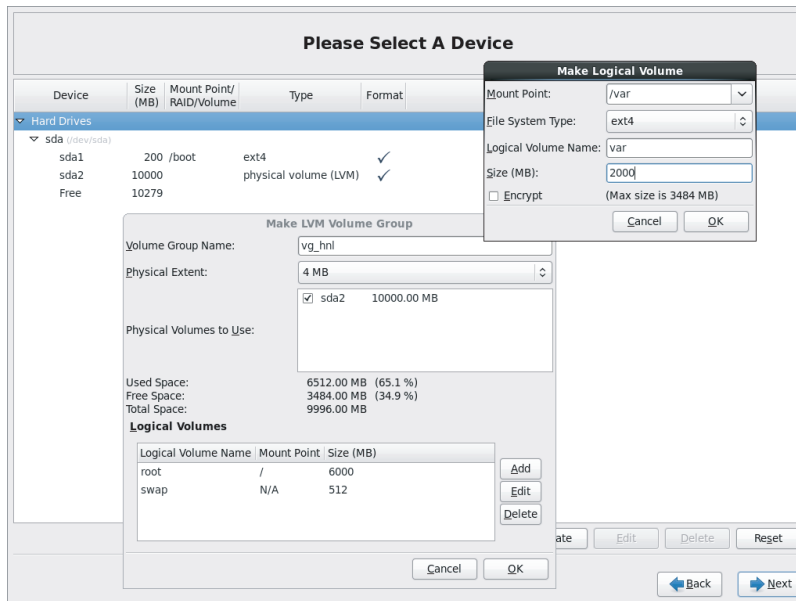 Please Select A Device
Device Size (MB) Mount Point/ RAID/Volume Type Format
Hard Drives
sda (/dev/sda)
sda1 200 /boot ext4
sda2 10000 physical volume (LVM)
Free 10279
Make Logical Volume
Mount Point: /var
File System Type: ext4
Logical Volume Name: var
Size (MB): 2000
Encrypt (Max size is 3484 MB)
Cancel OK
Make LVM Volume Group
Volume Group Name: vg_hnl
Physical Extent: 4 MB
sda2 10000.00 MB
Physical Volumes to Use:
Used Space: 6512.00 MB (65.1 %)
Free Space: 3484.00 MB (34.9 %)
Total Space: 9996.00 MB
Logical Volumes
Logical Volume Name Mount Point Size (MB)
root / 6000
swap N/A 512
Add
Edit
Delete
Cancel OK
ate Edit Delete Reset
Back Next